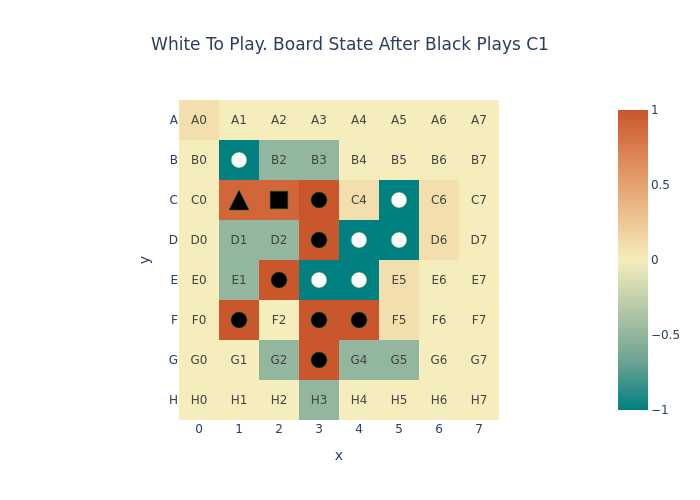 White To Play. Board State After Black Plays C1
A A0 A1 A2 A3 A4 A5 A6 A7
B B0 B2 B3 B4 B5 B6 B7
C C0 C4 C6 C7
D D0 D1 D2 D6 D7
E E0 E1 E5 E6 E7
F F0 F2 F5 F6 F7
G G0 G1 G2 G4 G5 G6 G7
H H0 H1 H2 H3 H4 H5 H6 H7
0 1 2 3 4 5 6 7
x
y
1
0.5
0
−0.5
−1